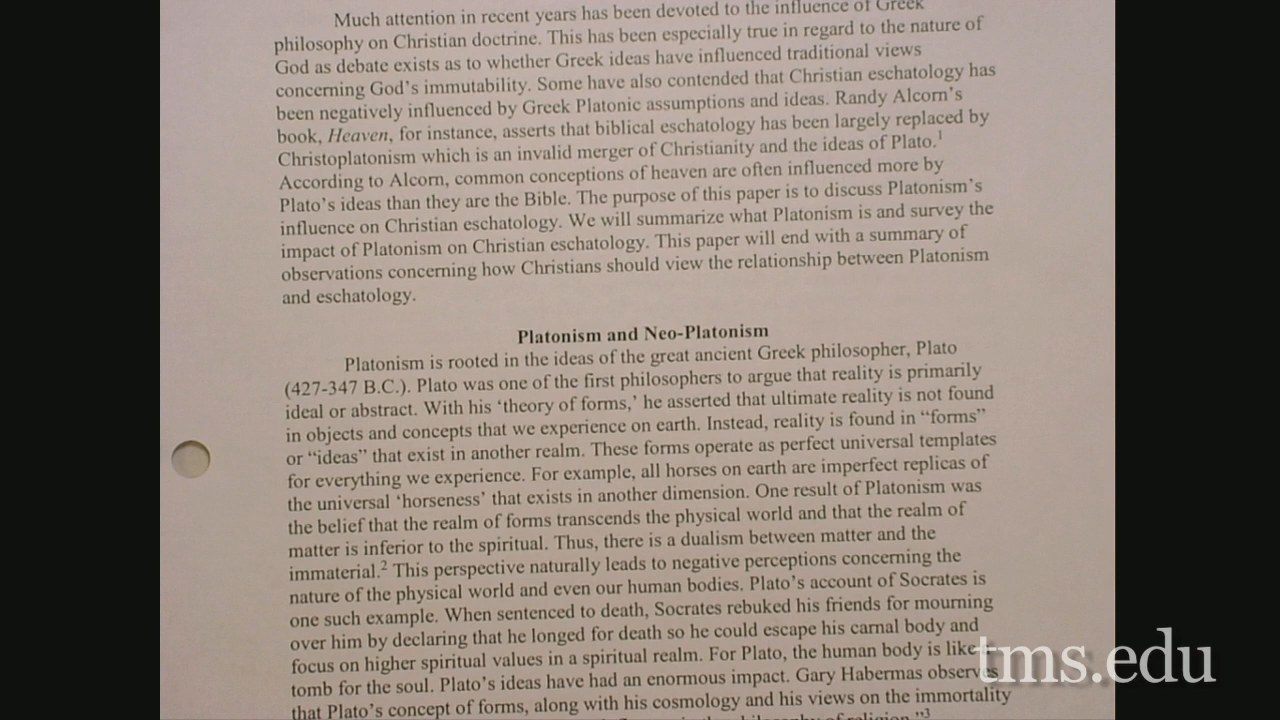 Much attention in recent years has been devoted to the influence of Greek
philosophy on Christian doctrine. This has been especially true in regard to the nature of
God as debate exists as to whether Greek ideas have influenced traditional views
concerning God's immutability. Some have also contended that Christian eschatology has
been negatively influenced by Greek Platonic assumptions and ideas. Randy Alcorn's
book, Heaven, for instance, asserts that biblical eschatology has been largely replaced by
Christoplatonism which is an invalid merger of Christianity and the ideas of Plato.1
According to Alcorn, common conceptions of heaven are often influenced more by
Plato's ideas than they are the Bible. The purpose of this paper is to discuss Platonism's
influence on Christian eschatology. We will summarize what Platonism is and survey the
impact of Platonism on Christian eschatology. This paper will end with a summary of
observations concerning how Christians should view the relationship between Platonism
and eschatology.
Platonism and Neo-Platonism
Platonism is rooted in the ideas of the great ancient Greek philosopher, Plato
(427-347 B.C.). Plato was one of the first philosophers to argue that reality is primarily
ideal or abstract. With his 'theory of forms,' he asserted that ultimate reality is not found
in objects and concepts that we experience on earth. Instead, reality is found in "forms"
or "ideas" that exist in another realm. These forms operate as perfect universal templates
for everything we experience. For example, all horses on earth are imperfect replicas of
the universal 'horseness' that exists in another dimension. One result of Platonism was
the belief that the realm of forms transcends the physical world and that the realm of
matter is inferior to the spiritual. Thus, there is a dualism between matter and the
immaterial.2 This perspective naturally leads to negative perceptions concerning the
nature of the physical world and even our human bodies. Plato's account of Socrates is
one such example. When sentenced to death, Socrates rebuked his friends for mourning
over him by declaring that he longed for death so he could escape his carnal body and
focus on higher spiritual values in a spiritual realm. For Plato, the human body is like
tomb for the soul. Plato's ideas have had an enormous impact. Gary Habermas observes
that Plato's concept of forms, along with his cosmology and his views on the immortality
religion."3
tms.edu